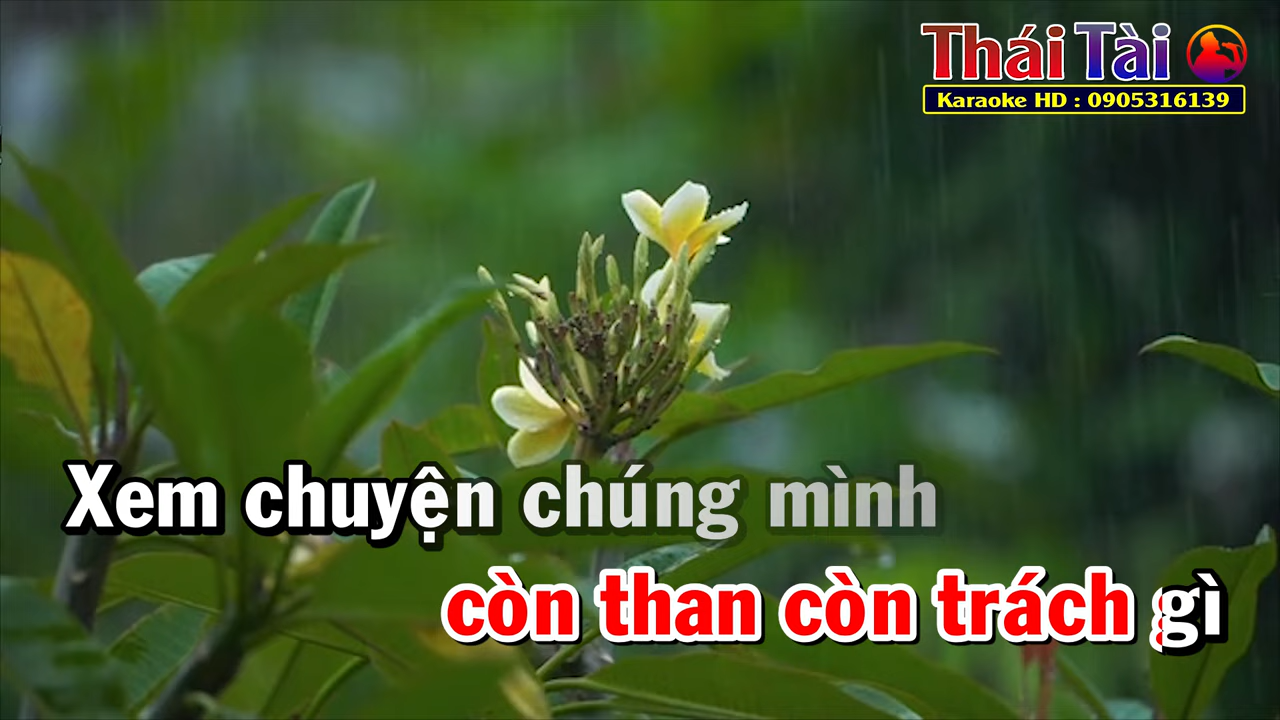 Thái Tài
Karaoke HD : 0905316139
Xem chuyện chúng mình
còn than còn trách gì